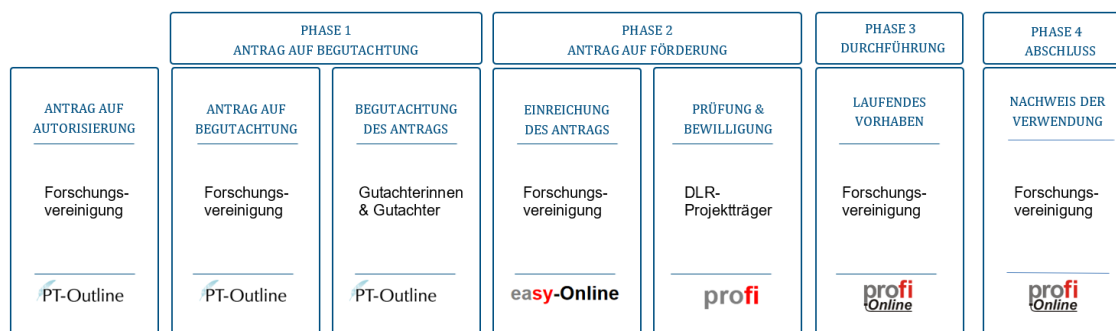 PHASE 1
ANTRAG AUF BEGUTACHTUNG
PHASE 2
ANTRAG AUF FÖRDERUNG
PHASE 3
DURCHFÜHRUNG
PHASE 4
ABSCHLUSS
ANTRAG AUF
AUTORISIERUNG
Forschungs-
vereinigung
PT-Outline
ANTRAG AUF
BEGUTACHTUNG
Forschungs-
vereinigung
PT-Outline
BEGUTACHTUNG
DES ANTRAGS
Gutachterinnen
& Gutachter
PT-Outline
EINREICHUNG
DES ANTRAGS
Forschungs-
vereinigung
easy-Online
PRÜFUNG &
BEWILLIGUNG
DLR-
Projektträger
profi
LAUFENDES
VORHABEN
Forschungs-
vereinigung
profi
-Online
NACHWEIS DER
VERWENDUNG
Forschungs-
vereinigung
profi
-Online